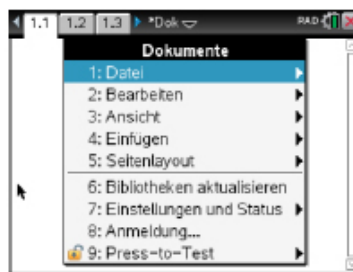 1.1 1.2 1.3 *Dok RAD
Dokumente
1: Datei
2: Bearbeiten
3: Ansicht
4: Einfügen
5: Seitenlayout
6: Bibliotheken aktualisieren
7: Einstellungen und Status
8: Anmeldung...
9: Press-to-Test